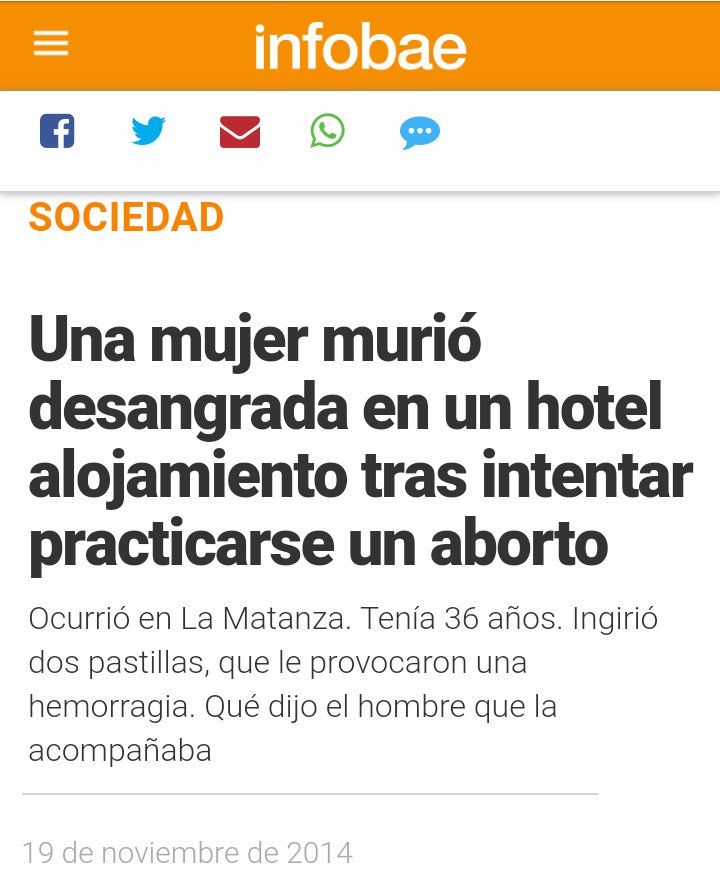 infobae
SOCIEDAD
Una mujer murió
desangrada en un hotel
alojamiento tras intentar
practicarse un aborto
Ocurrió en La Matanza. Tenía 36 años. Ingirió
dos pastillas, que le provocaron una
hemorragia. Qué dijo el hombre que la
acompañaba
19 de noviembre de 2014